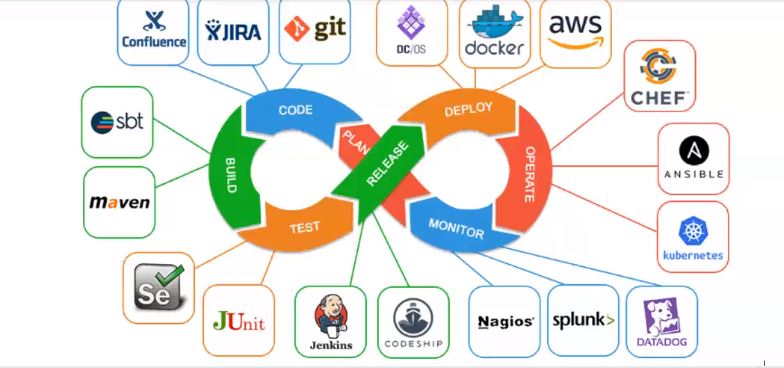 Confluence
JIRA
git
DC/OS
docker
aws
CHEF
sbt
CODE
DEPLOY
PLAN
RELEASE
BUILD
OPERATE
ANSIBLE
maven
TEST
MONITOR
kubernetes
Se
JUnit
Jenkins
CODESHIP
Nagios®
splunk>
DATADOG